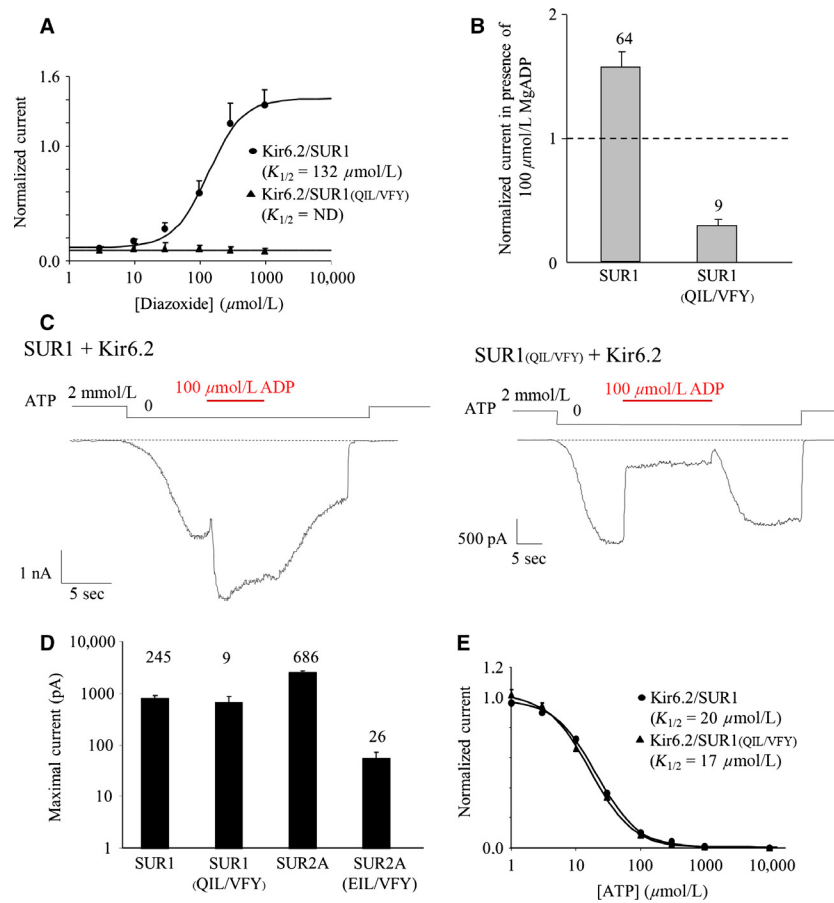 A
Normalized current
1.6
1.0
0.0
1
10
100
1000
10,000
[Diazoxide] (µmol/L)
Kir6.2/SUR1
(K1/2 = 132 µmol/L)
Kir6.2/SUR1(QIL/VFY)
(K1/2 = ND)
B
Normalized current in presence of
100 µmol/L MgADP
2
1
0
64
9
SUR1
SUR1
(QIL/VFY)
C
SUR1 + Kir6.2
ATP
2 mmol/L
0
100 µmol/L ADP
1 nA
5 sec
SUR1(QIL/VFY) + Kir6.2
ATP
2 mmol/L
0
100 µmol/L ADP
500 pA
5 sec
D
Maximal current (pA)
10,000
1000
100
10
1
245
9
686
26
SUR1
SUR1
(QIL/VFY)
SUR2A
SUR2A
(EIL/VFY)
E
Normalized current
1.2
1.0
0.0
1
10
100
1000
10,000
[ATP] (µmol/L)
Kir6.2/SUR1
(K1/2 = 20 µmol/L)
Kir6.2/SUR1(QIL/VFY)
(K1/2 = 17 µmol/L)